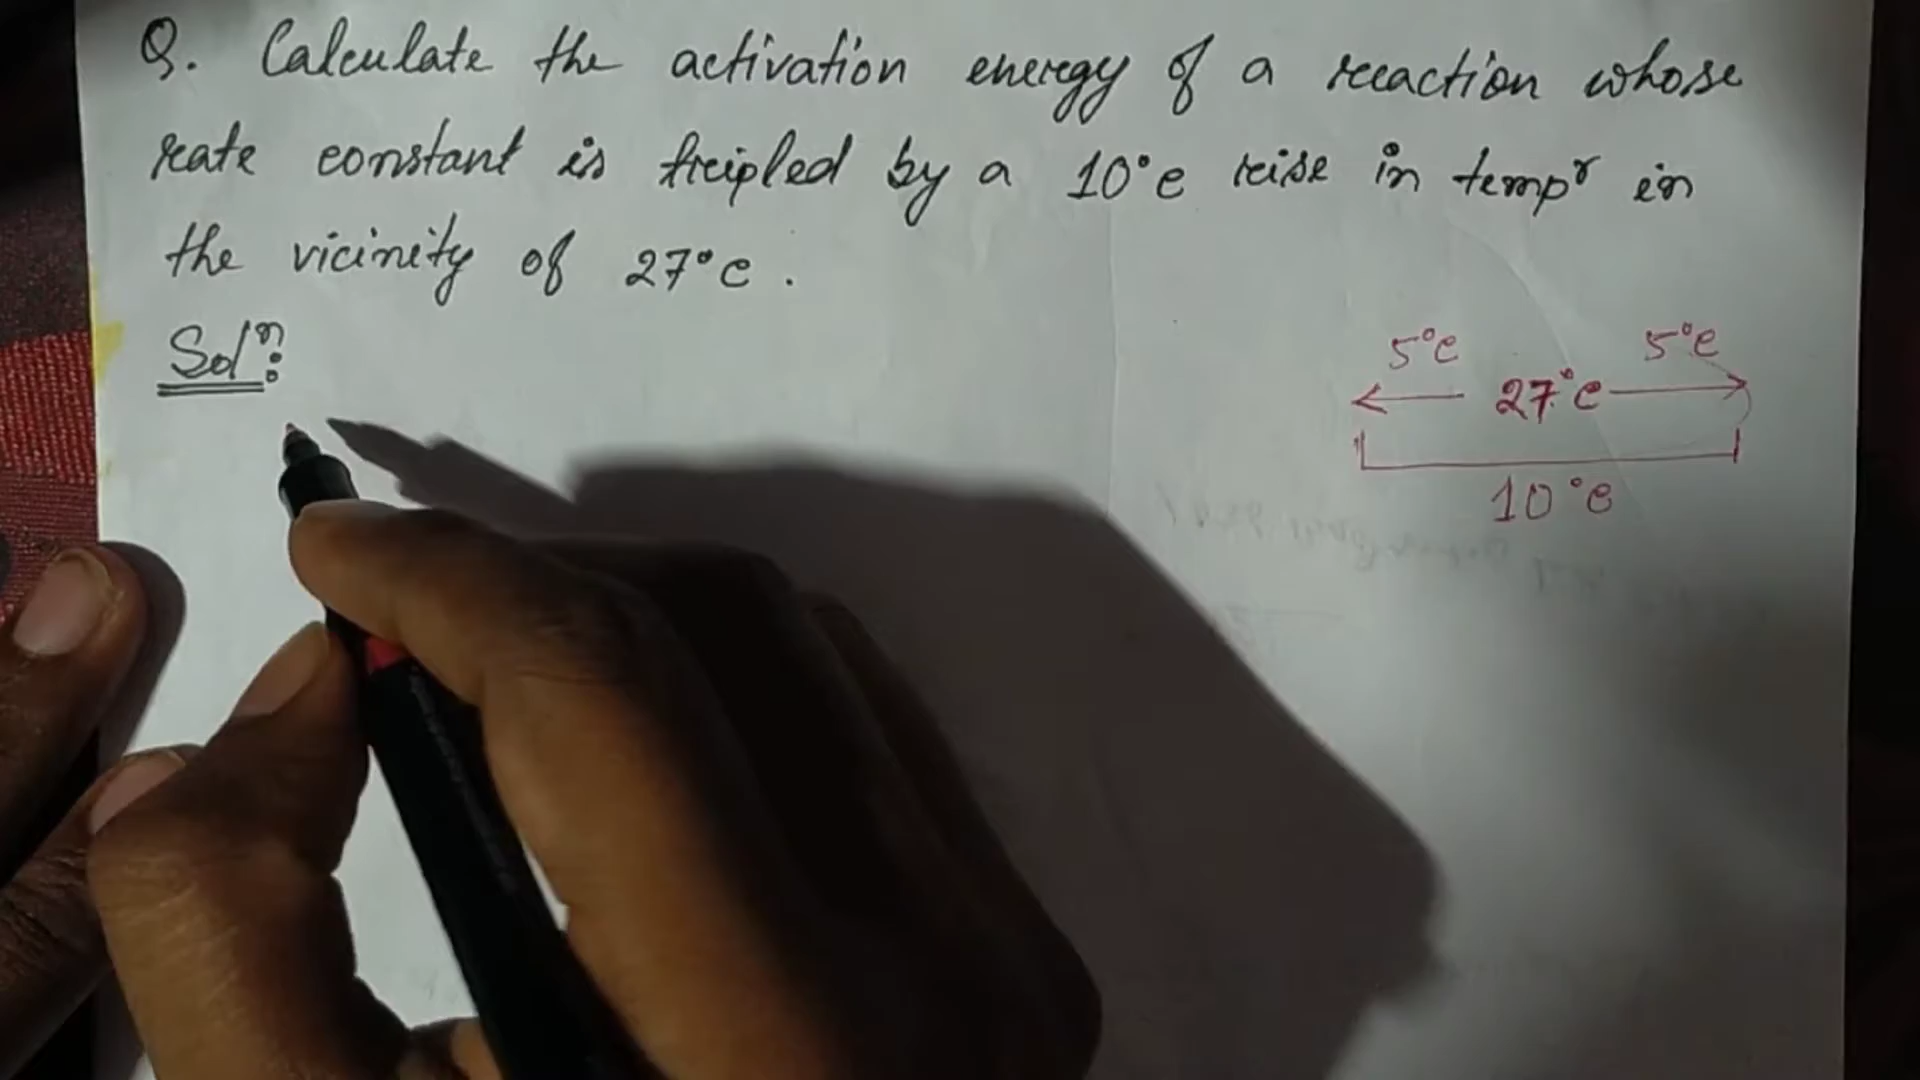 Q. Calculate the activation energy of a reaction whose
rate constant is tripled by a 10°c rise in tempr in
the vicinity of 27°c.
Soln:
5°c 5°c
27°c
10°c